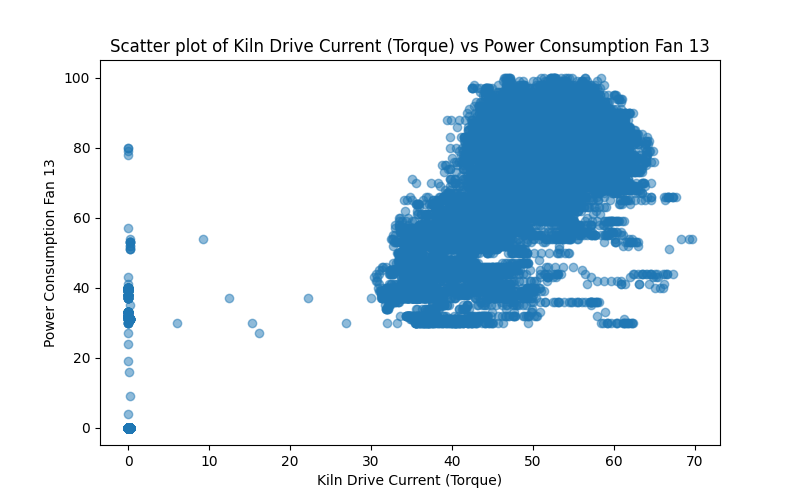 Scatter plot of Kiln Drive Current (Torque) vs Power Consumption Fan 13
100
80
60
40
20
0
Power Consumption Fan 13
0 10 20 30 40 50 60 70
Kiln Drive Current (Torque)